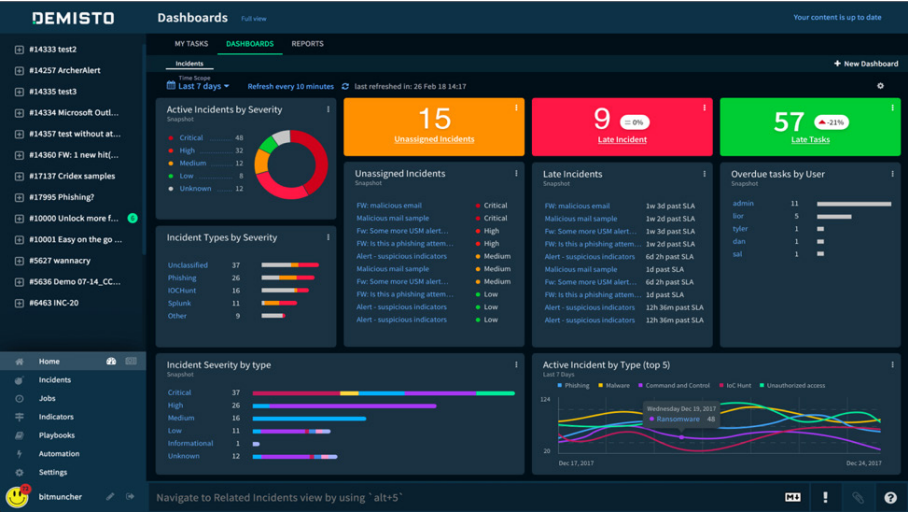 DEMISTO
Dashboards
Full view
Your content is up to date
#14333 test2
#14257 ArcherAlert
#14335 test3
#14334 Microsoft Outl...
#14357 test without at...
#14360 FW: 1 new hit(...
#17137 Cridex samples
#17995 Phishing?
#10000 Unlock more f...
#10001 Easy on the go ...
#5627 wannacry
#5636 Demo 07-14_CC...
#6463 INC-20
Home
Incidents
Jobs
Indicators
Playbooks
Automation
Settings
bitmuncher
MY TASKS DASHBOARDS REPORTS
Incidents
+ New Dashboard
Time Scope
Last 7 days
Refresh every 10 minutes
last refreshed in: 26 Feb 18 14:17
Active Incidents by Severity
Snapshot
Critical 48
High 32
Medium 12
Low 8
Unknown 12
15
Unassigned Incidents
9 = 0%
Late Incident
57 -21%
Late Tasks
Incident Types by Severity
Unclassified 37
Phishing 26
IOCHunt 16
Splunk 11
Other 9
Unassigned Incidents
Snapshot
FW: malicious email Critical
Malicious mail sample Critical
Fw: Some more USM alert... High
FW: Is this a phishing attem... High
Alert - suspicious indicators Medium
Malicious mail sample Medium
Fw: Some more USM alert... Medium
FW: Is this a phishing attem... Low
Alert - suspicious indicators Low
Alert - suspicious indicators Low
Late Incidents
Snapshot
FW: malicious email 1w 3d past SLA
Malicious mail sample 1w 2d past SLA
Fw: Some more USM alert... 1w 2d past SLA
FW: Is this a phishing attem... 1w 2d past SLA
Alert - suspicious indicators 6d 2h past SLA
Malicious mail sample 1d past SLA
Fw: Some more USM alert... 6d 2h past SLA
FW: Is this a phishing attem... 1d past SLA
Alert - suspicious indicators 12h 36m past SLA
Alert - suspicious indicators 12h 36m past SLA
Overdue tasks by User
Snapshot
admin 11
lior 5
tyler 1
dan 1
sal 1
Incident Severity by type
Snapshot
Critical 37
High 26
Medium 16
Low 11
Informational 1
Unknown 12
Active Incident by Type (top 5)
Last 7 Days
Phishing Malware Command and Control IoC Hunt Unauthorized access
124
20
Wednesday Dec 19, 2017
Ransomware 48
Dec 17, 2017
Dec 24, 2017
Navigate to Related Incidents view by using `alt+5`